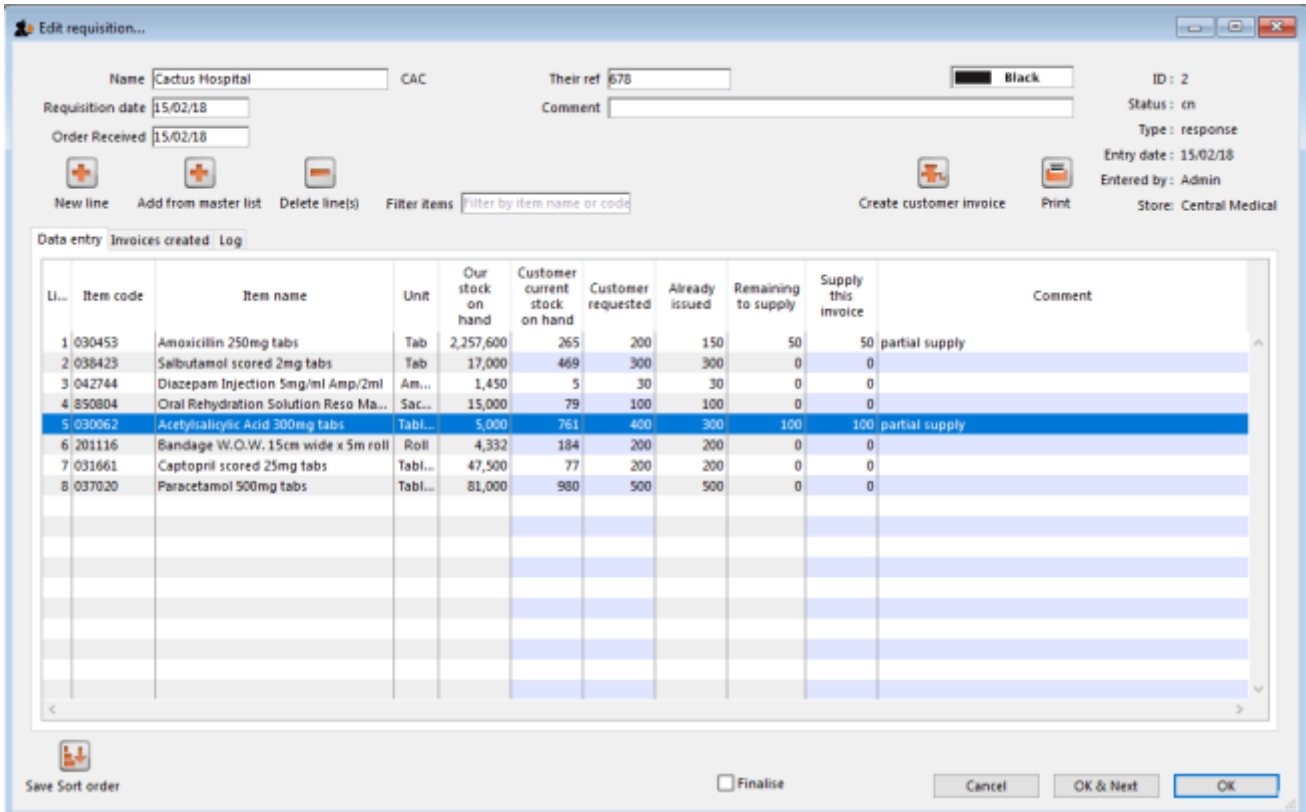 Edit requisition...
Name Cactus Hospital CAC Their ref 678 Black ID : 2
Requisition date 15/02/18 Comment Status : cn
Order Received 15/02/18 Type : response
Entry date : 15/02/18
Entered by : Admin
New line Add from master list Delete line(s) Filter items Filter by item name or code Create customer invoice Print Store: Central Medical
Data entry Invoices created Log
Li... Item code Item name Unit Our stock on hand Customer current stock on hand Customer requested Already issued Remaining to supply Supply this invoice Comment
1 030453 Amoxicillin 250mg tabs Tab 2,257,600 265 200 150 50 50 partial supply
2 038423 Salbutamol scored 2mg tabs Tab 17,000 469 300 300 0 0
3 042744 Diazepam Injection 5mg/ml Amp/2ml Am... 1,450 5 30 30 0 0
4 850804 Oral Rehydration Solution Reso Ma... Sac... 15,000 79 100 100 0 0
5 030062 Acetylsalicylic Acid 300mg tabs Tabl... 5,000 761 400 300 100 100 partial supply
6 201116 Bandage W.O.W. 15cm wide x 5m roll Roll 4,332 184 200 200 0 0
7 031661 Captopril scored 25mg tabs Tabl... 47,500 77 200 200 0 0
8 037020 Paracetamol 500mg tabs Tabl... 81,000 980 500 500 0 0
Save Sort order Finalise Cancel OK & Next OK